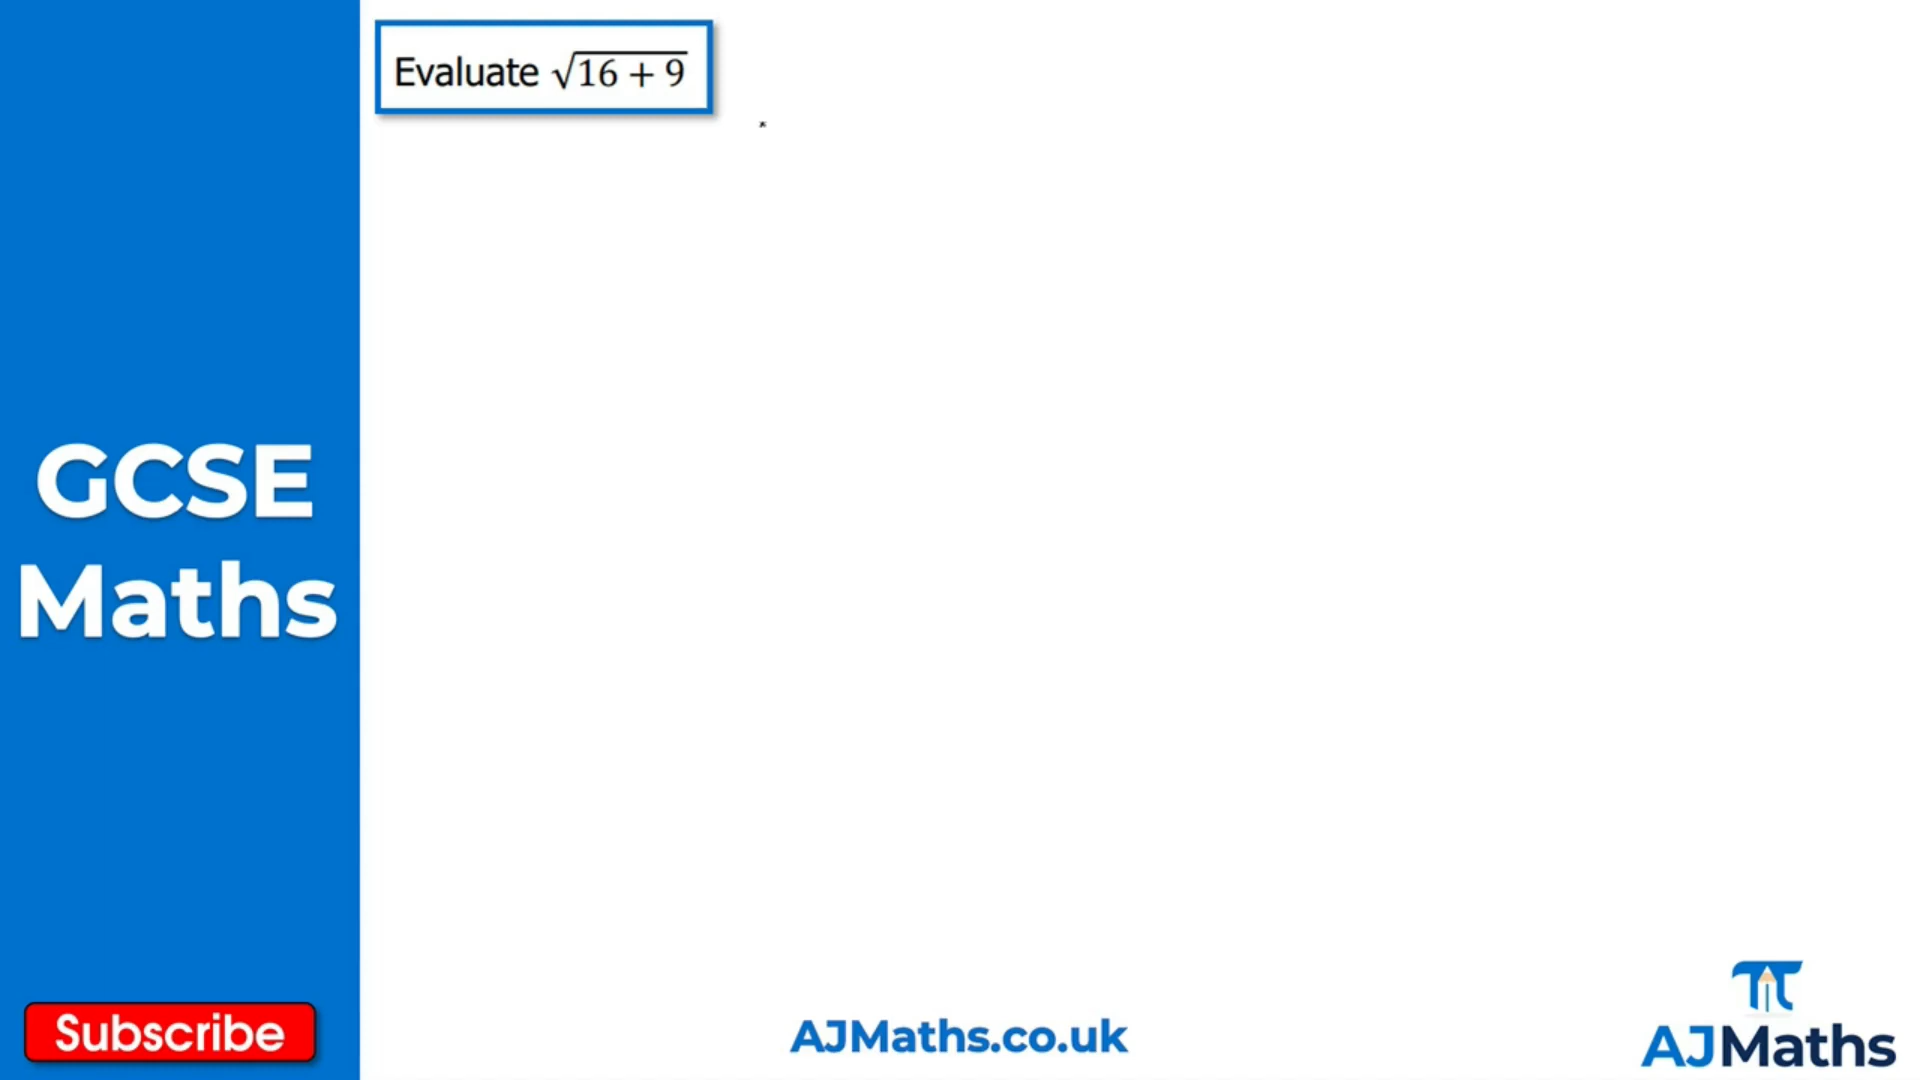 Evaluate √16 + 9
GCSE
Maths
Subscribe
AJMaths.co.uk
AJMaths